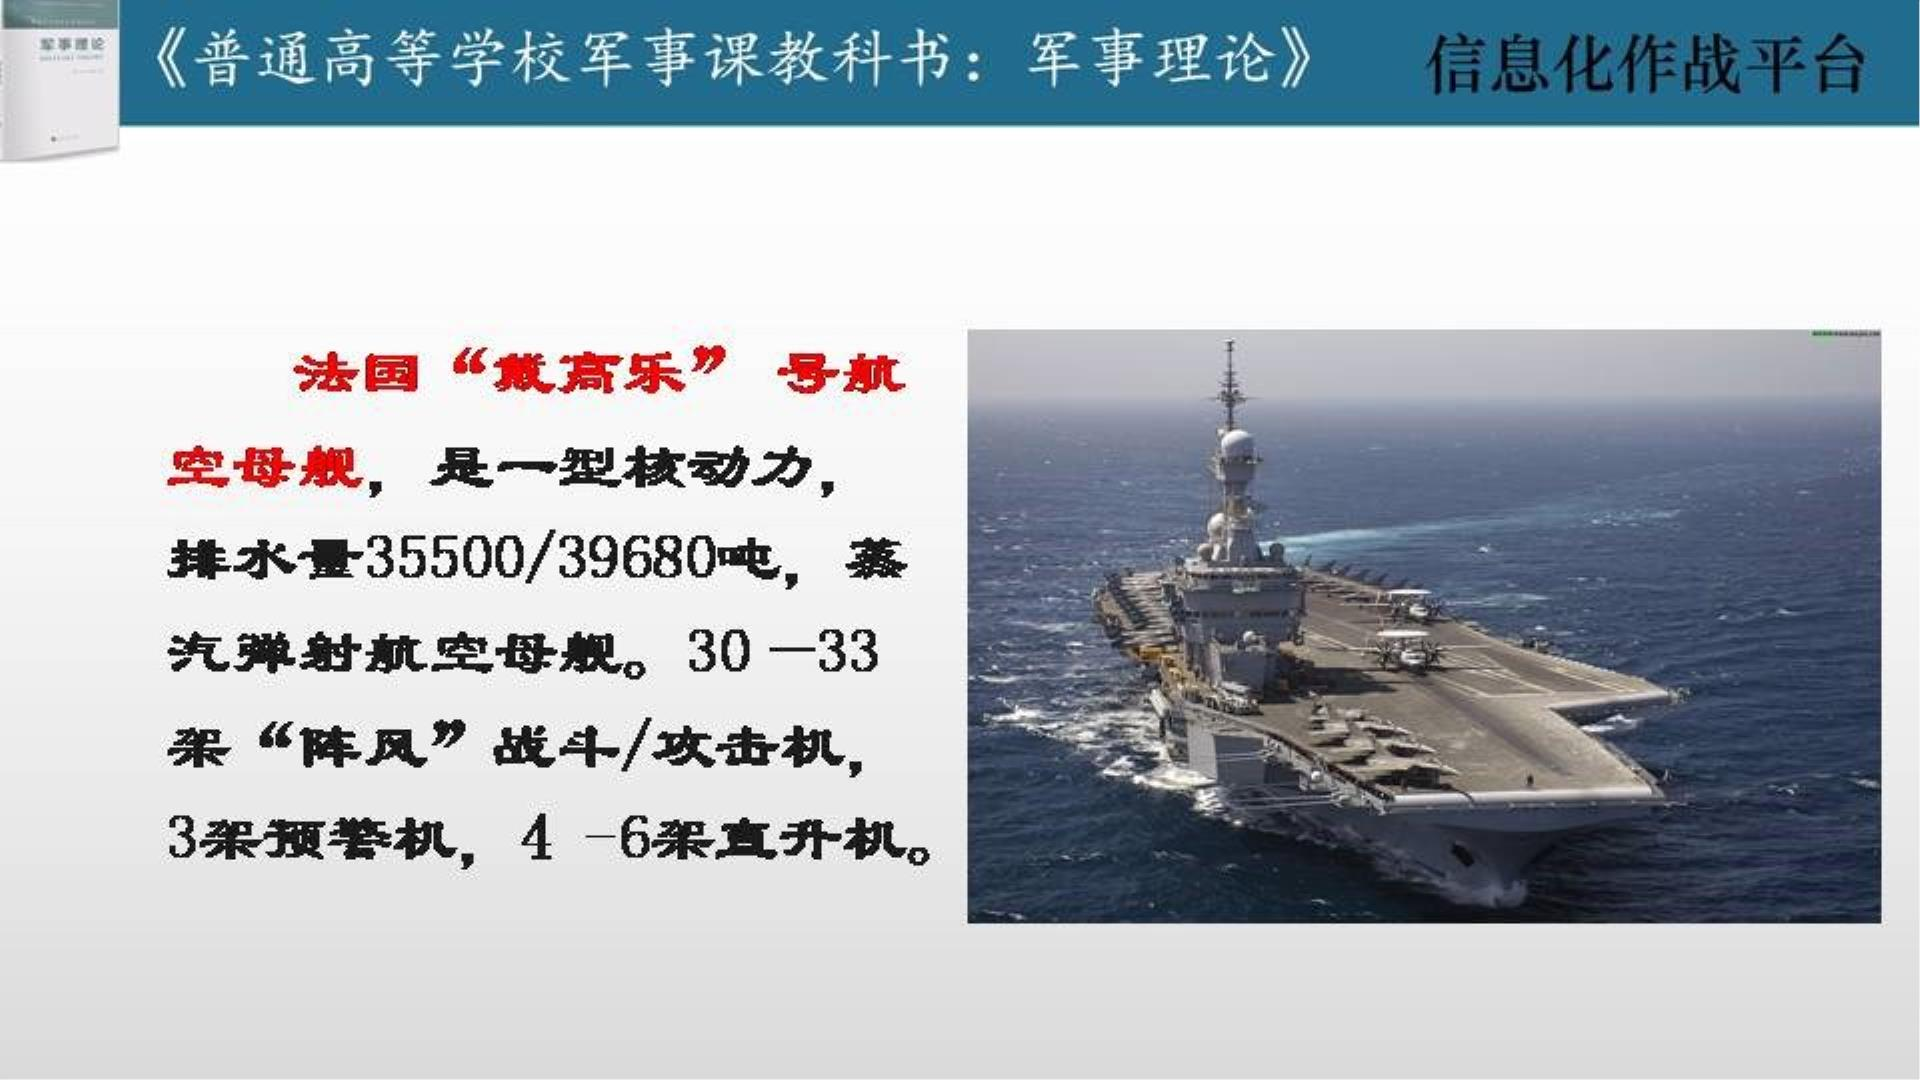 军事理论
《普通高等学校军事课教科书：军事理论》
信息化作战平台
法国“戴高乐” 号航
空母舰，是一型核动力，
排水量35500/39680吨，蒸
汽弹射航空母舰。30 —33
架“阵风”战斗/攻击机，
3架预警机，4 –6架直升机。